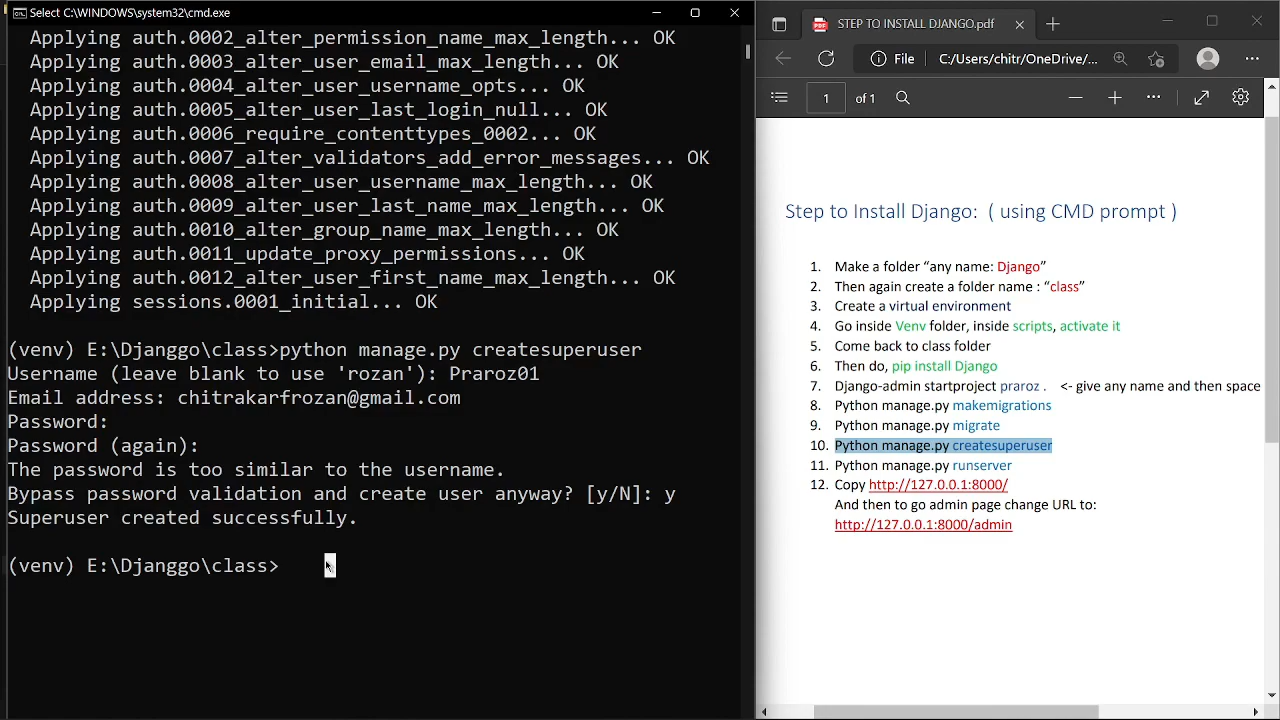 Select C:\WINDOWS\system32\cmd.exe
Applying auth.0002_alter_permission_name_max_length... OK
Applying auth.0003_alter_user_email_max_length... OK
Applying auth.0004_alter_user_username_opts... OK
Applying auth.0005_alter_user_last_login_null... OK
Applying auth.0006_require_contenttypes_0002... OK
Applying auth.0007_alter_validators_add_error_messages... OK
Applying auth.0008_alter_user_username_max_length... OK
Applying auth.0009_alter_user_last_name_max_length... OK
Applying auth.0010_alter_group_name_max_length... OK
Applying auth.0011_update_proxy_permissions... OK
Applying auth.0012_alter_user_first_name_max_length... OK
Applying sessions.0001_initial... OK
(venv) E:\Djanggo\class>python manage.py createsuperuser
Username (leave blank to use 'rozan'): Praroz01
Email address: chitrakarfrozan@gmail.com
Password:
Password (again):
The password is too similar to the username.
Bypass password validation and create user anyway? [y/N]: y
Superuser created successfully.
(venv) E:\Djanggo\class>
STEP TO INSTALL DJANGO.pdf
File C:/Users/chitr/OneDrive/...
1 of 1
Step to Install Django: ( using CMD prompt )
1. Make a folder “any name: Django”
2. Then again create a folder name : “class”
3. Create a virtual environment
4. Go inside Venv folder, inside scripts, activate it
5. Come back to class folder
6. Then do, pip install Django
7. Django-admin startproject praroz . <- give any name and then space
8. Python manage.py makemigrations
9. Python manage.py migrate
10. Python manage.py createsuperuser
11. Python manage.py runserver
12. Copy http://127.0.0.1:8000/
And then to go admin page change URL to:
http://127.0.0.1:8000/admin